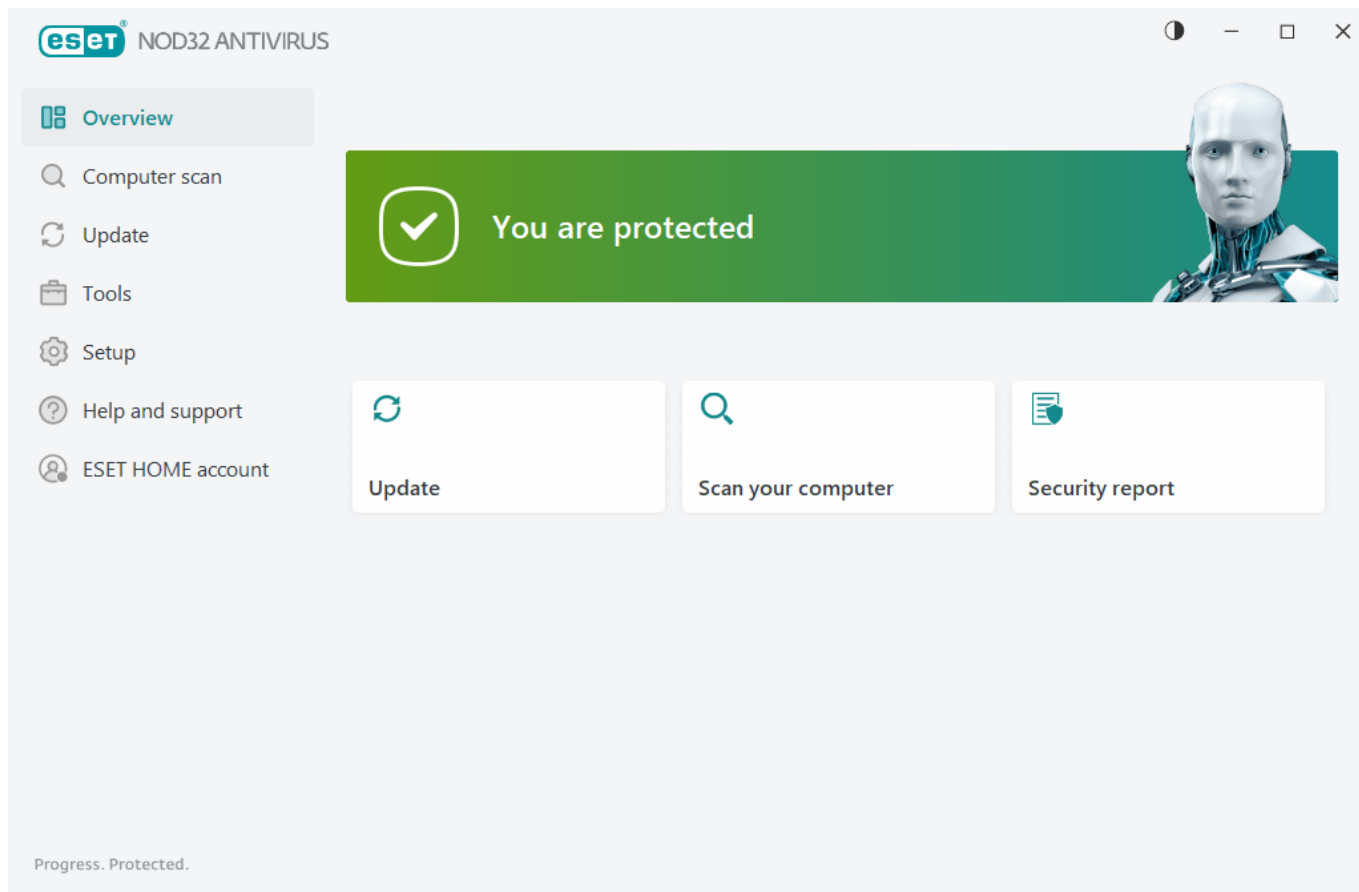 eseT® NOD32 ANTIVIRUS
Overview
Computer scan
Update
Tools
Setup
Help and support
ESET HOME account
You are protected
Update
Scan your computer
Security report
Progress. Protected.